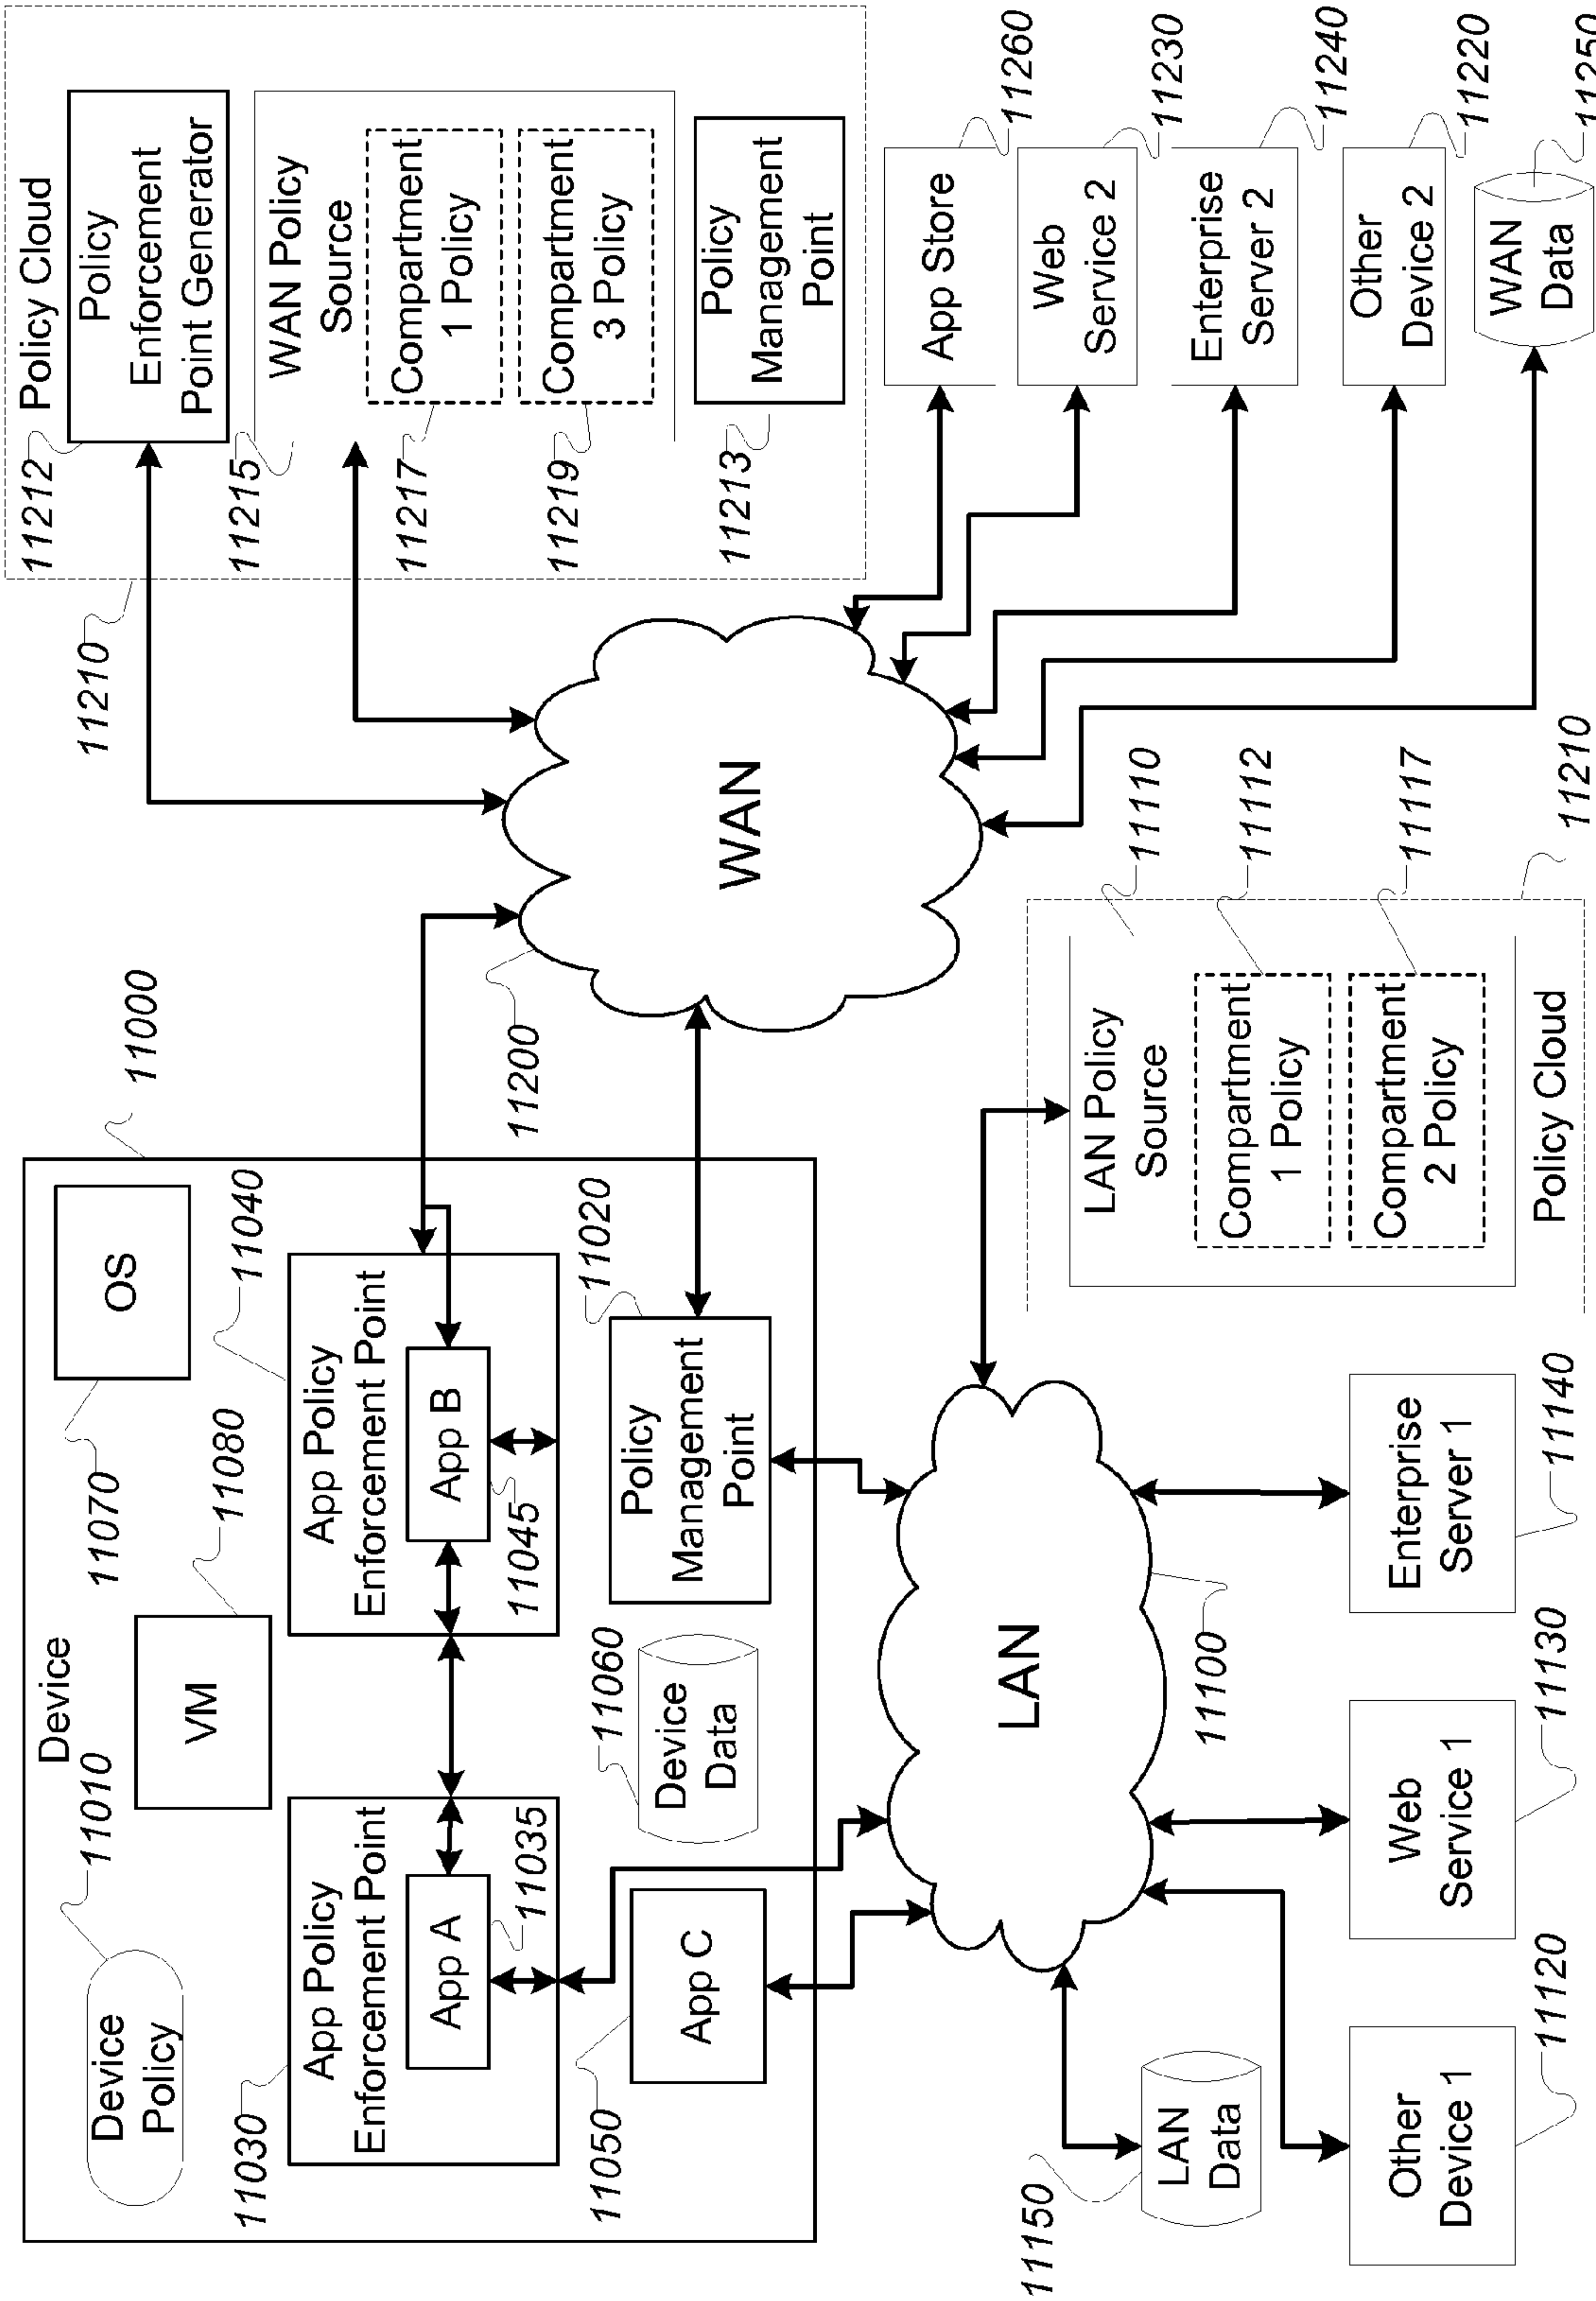 Device
11000
Device
Policy
11010
VM
11080
OS
11070
App Policy
Enforcement Point
11030
App A
11035
App Policy
Enforcement Point
11040
App B
11045
App C
11050
Device
Data
11060
Policy
Management
Point
11020
LAN
11100
LAN
Data
11150
Other
Device 1
11120
Web
Service 1
11130
Enterprise
Server 1
11140
LAN Policy
Source
11110
Compartment
1 Policy
11112
Compartment
2 Policy
11117
Policy Cloud
11210
WAN
11200
11210
Policy Cloud
11212
Policy
Enforcement
Point Generator
11215
WAN Policy
Source
11217
Compartment
1 Policy
11219
Compartment
3 Policy
11213
Policy
Management
Point
App Store
11260
Web
Service 2
11230
Enterprise
Server 2
11240
Other
Device 2
11220
WAN
Data
11250